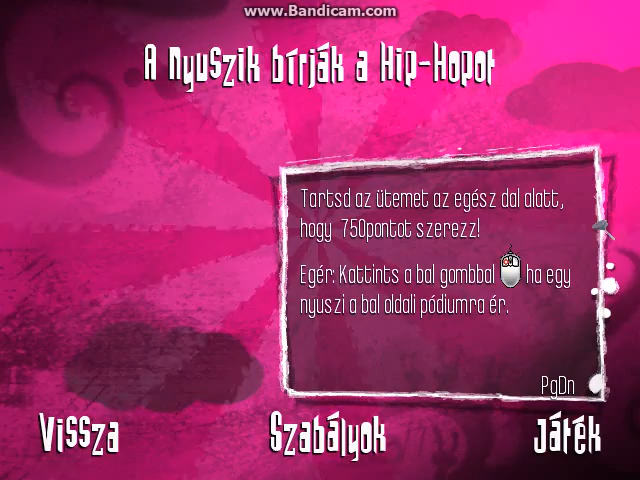 www.Bandicam.com
A nyuszik bírják a Hip-Hopot
Tartsd az ütemet az egész dal alatt,
hogy 750pontot szerezz!
Egér: Kattints a bal gombbal ha egy
nyuszi a bal oldali pódiumra ér.
PgDn
Vissza
Szabályok
Játék